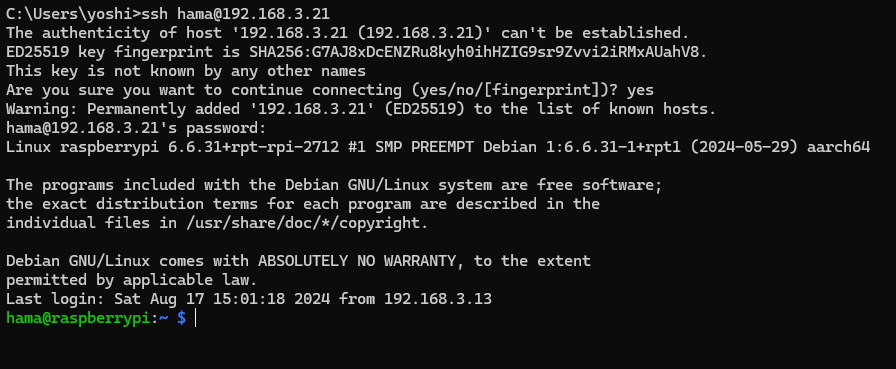 C:\Users\yoshi>ssh hama@192.168.3.21
The authenticity of host '192.168.3.21 (192.168.3.21)' can't be established.
ED25519 key fingerprint is SHA256:G7AJ8xDcENZRu8kyh0ihHZIG9sr9Zvvi2iRMxAUahV8.
This key is not known by any other names
Are you sure you want to continue connecting (yes/no/[fingerprint])? yes
Warning: Permanently added '192.168.3.21' (ED25519) to the list of known hosts.
hama@192.168.3.21's password:
Linux raspberrypi 6.6.31+rpt-rpi-2712 #1 SMP PREEMPT Debian 1:6.6.31-1+rpt1 (2024-05-29) aarch64

The programs included with the Debian GNU/Linux system are free software;
the exact distribution terms for each program are described in the
individual files in /usr/share/doc/*/copyright.

Debian GNU/Linux comes with ABSOLUTELY NO WARRANTY, to the extent
permitted by applicable law.
Last login: Sat Aug 17 15:01:18 2024 from 192.168.3.13
hama@raspberrypi:~ $